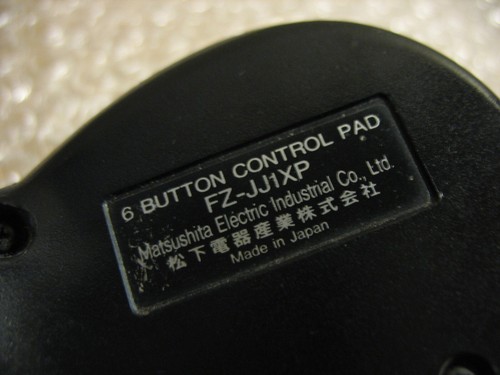 6 BUTTON CONTROL PAD
FZ-JJ1XP
Matsushita Electric Industrial Co., Ltd.
松下電器産業株式会社
Made in Japan